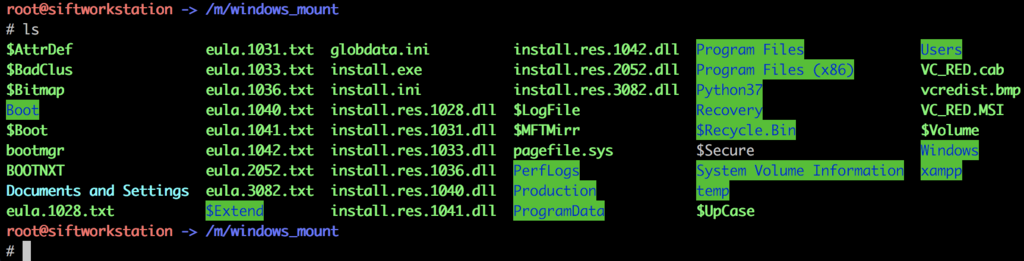 root@siftworkstation -> /m/windows_mount
# ls
$AttrDef eula.1031.txt globdata.ini install.res.1042.dll Program Files Users
$BadClus eula.1033.txt install.exe install.res.2052.dll Program Files (x86) VC_RED.cab
$Bitmap eula.1036.txt install.ini install.res.3082.dll Python37 vcredist.bmp
Boot eula.1040.txt install.res.1028.dll $LogFile Recovery VC_RED.MSI
$Boot eula.1041.txt install.res.1031.dll $MFTMirr $Recycle.Bin $Volume
bootmgr eula.1042.txt install.res.1033.dll pagefile.sys $Secure Windows
BOOTNXT eula.2052.txt install.res.1036.dll PerfLogs System Volume Information xampp
Documents and Settings eula.3082.txt install.res.1040.dll Production temp
eula.1028.txt $Extend install.res.1041.dll ProgramData $UpCase
root@siftworkstation -> /m/windows_mount
#